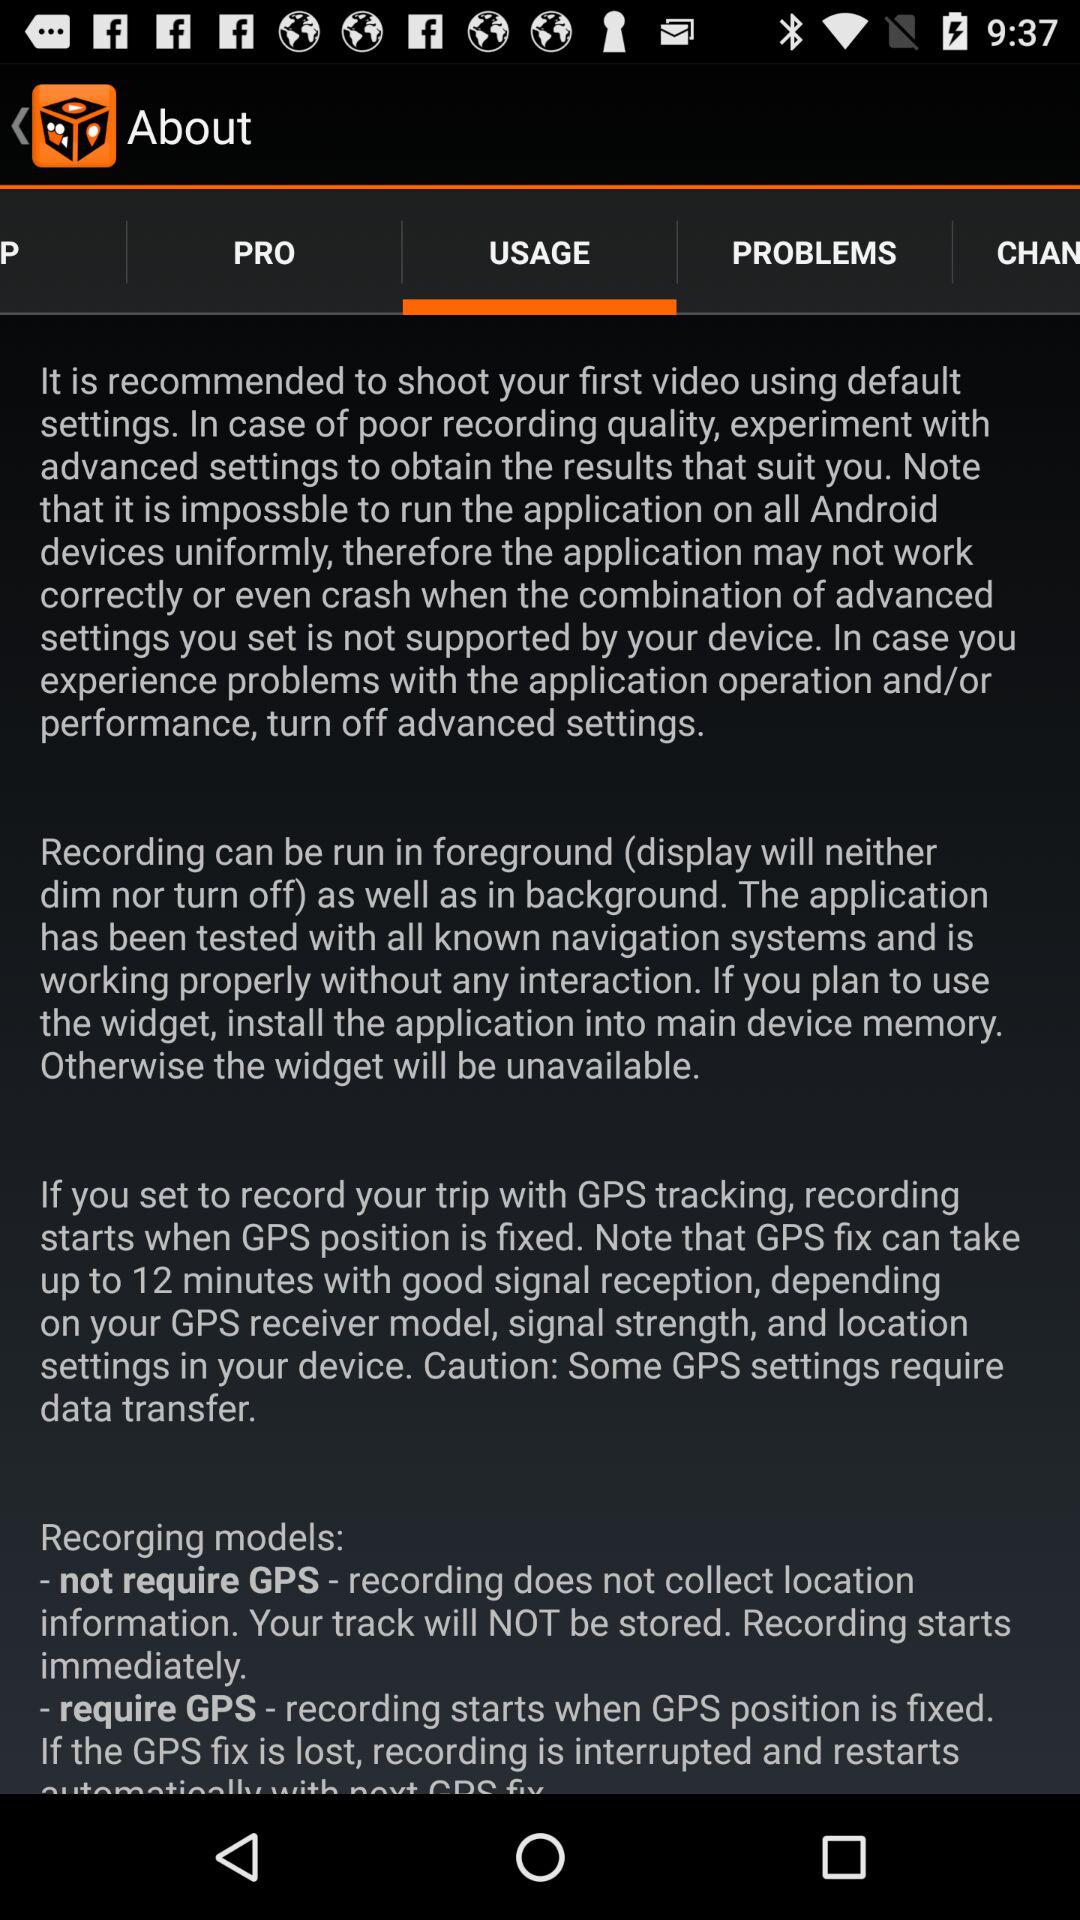 9:37
About
P PRO USAGE PROBLEMS CHAN
It is recommended to shoot your first video using default
settings. In case of poor recording quality, experiment with
advanced settings to obtain the results that suit you. Note
that it is impossble to run the application on all Android
devices uniformly, therefore the application may not work
correctly or even crash when the combination of advanced
settings you set is not supported by your device. In case you
experience problems with the application operation and/or
performance, turn off advanced settings.
Recording can be run in foreground (display will neither
dim nor turn off) as well as in background. The application
has been tested with all known navigation systems and is
working properly without any interaction. If you plan to use
the widget, install the application into main device memory.
Otherwise the widget will be unavailable.
If you set to record your trip with GPS tracking, recording
starts when GPS position is fixed. Note that GPS fix can take
up to 12 minutes with good signal reception, depending
on your GPS receiver model, signal strength, and location
settings in your device. Caution: Some GPS settings require
data transfer.
Recorging models:
- not require GPS - recording does not collect location
information. Your track will NOT be stored. Recording starts
immediately.
- require GPS - recording starts when GPS position is fixed.
If the GPS fix is lost, recording is interrupted and restarts
automatically with next GPS fix